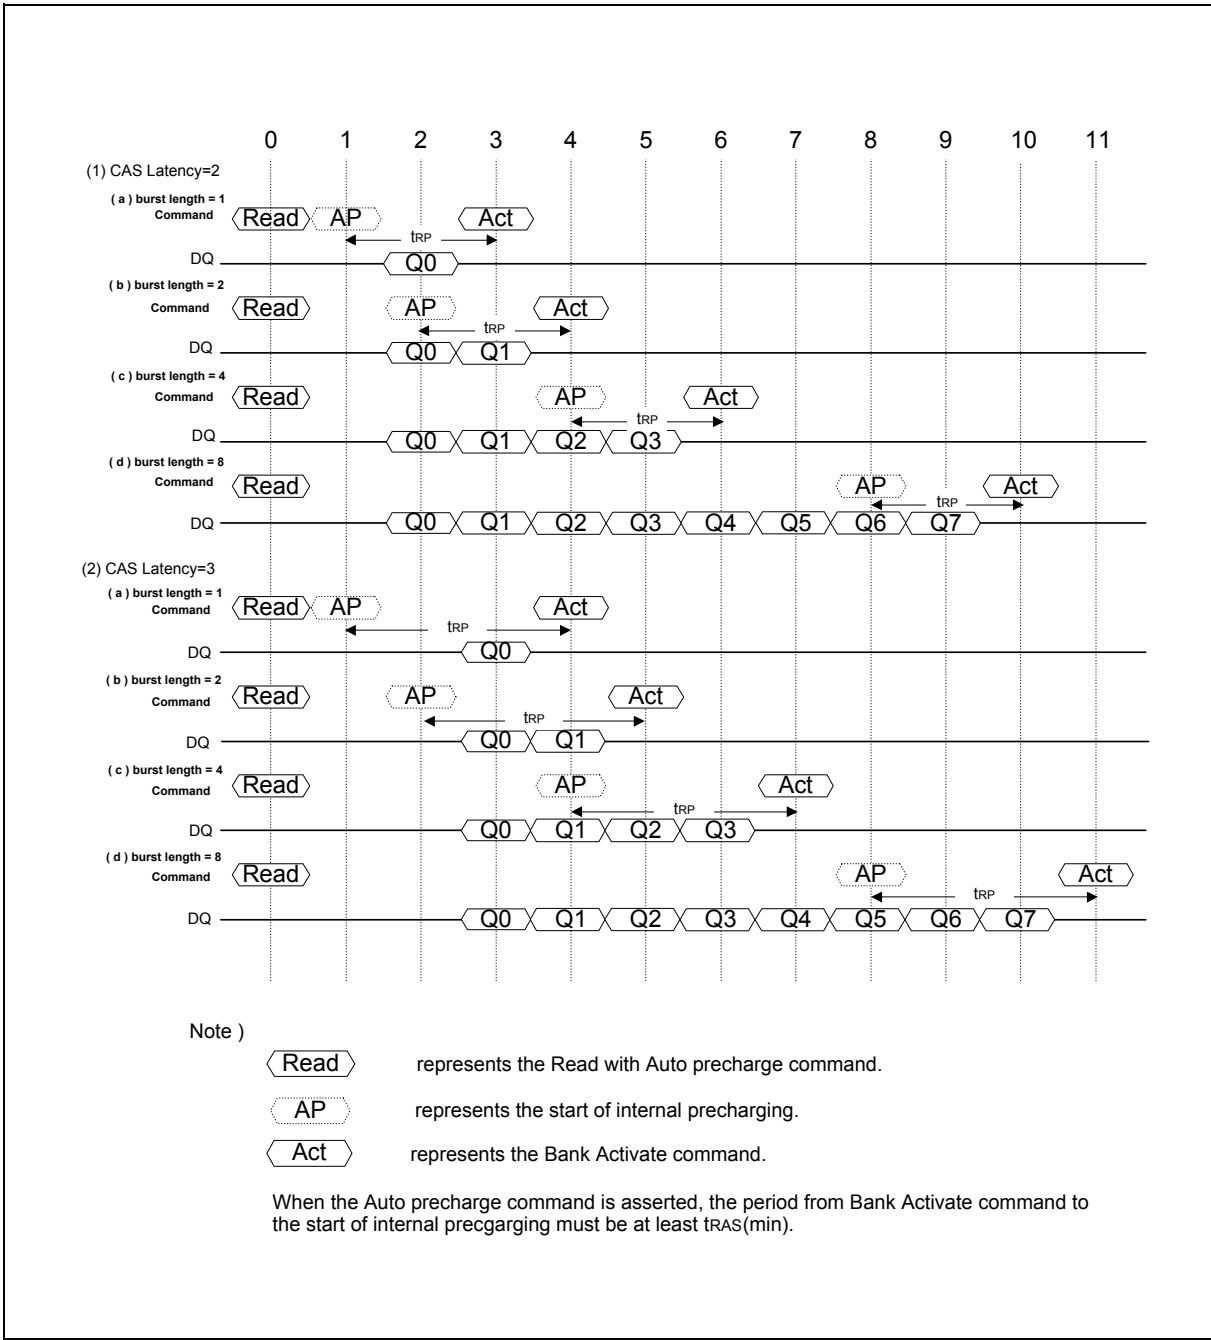 0 1 2 3 4 5 6 7 8 9 10 11
(1) CAS Latency=2
( a ) burst length = 1
Command Read AP Act
tRP
DQ Q0
( b ) burst length = 2
Command Read AP Act
tRP
DQ Q0 Q1
( c ) burst length = 4
Command Read AP Act
tRP
DQ Q0 Q1 Q2 Q3
( d ) burst length = 8
Command Read AP Act
tRP
DQ Q0 Q1 Q2 Q3 Q4 Q5 Q6 Q7
(2) CAS Latency=3
( a ) burst length = 1
Command Read AP Act
tRP
DQ Q0
( b ) burst length = 2
Command Read AP Act
tRP
DQ Q0 Q1
( c ) burst length = 4
Command Read AP Act
tRP
DQ Q0 Q1 Q2 Q3
( d ) burst length = 8
Command Read AP Act
tRP
DQ Q0 Q1 Q2 Q3 Q4 Q5 Q6 Q7
Note )
Read represents the Read with Auto precharge command.
AP represents the start of internal precharging.
Act represents the Bank Activate command.
When the Auto precharge command is asserted, the period from Bank Activate command to
the start of internal precgarging must be at least tRAS(min).